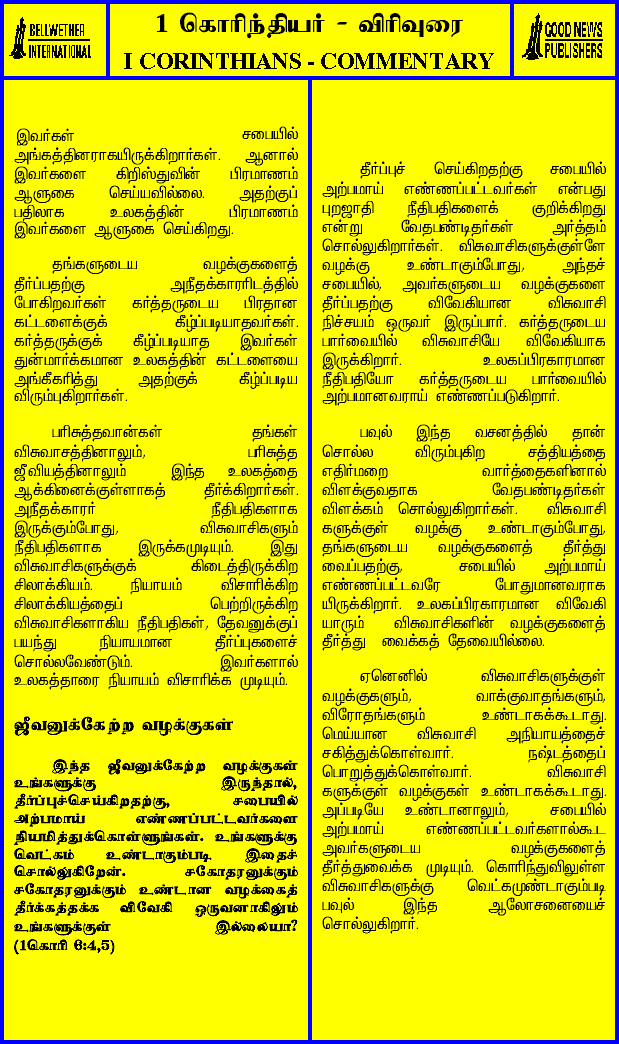 BELLWETHER
INTERNATIONAL
1 கொரிந்தியர் - விரிவுரை
I CORINTHIANS - COMMENTARY
GOOD NEWS
PUBLISHERS
இவர்கள் சபையில்
அங்கத்தினராகயிருக்கிறார்கள். ஆனால்
இவர்களை கிறிஸ்துவின் பிரமாணம்
ஆளுகை செய்யவில்லை. அதற்குப்
பதிலாக உலகத்தின் பிரமாணம்
இவர்களை ஆளுகை செய்கிறது.
தங்களுடைய வழக்குகளைத்
தீர்ப்பதற்கு அநீதக்காரரிடத்தில்
போகிறவர்கள் கர்த்தருடைய பிரதான
கட்டளைக்குக் கீழ்ப்படியாதவர்கள்.
கர்த்தருக்குக் கீழ்ப்படியாத இவர்கள்
துன்மார்க்கமான உலகத்தின் கட்டளையை
அங்கீகரித்து அதற்குக் கீழ்ப்படிய
விரும்புகிறார்கள்.
பரிசுத்தவான்கள் தங்கள்
விசுவாசத்தினாலும், பரிசுத்த
ஜீவியத்தினாலும் இந்த உலகத்தை
ஆக்கினைக்குள்ளாகத் தீர்க்கிறார்கள்.
அநீதக்காரர் நீதிபதிகளாக
இருக்கும்போது, விசுவாசிகளும்
நீதிபதிகளாக இருக்கமுடியும். இது
விசுவாசிகளுக்குக் கிடைத்திருக்கிற
சிலாக்கியம். நியாயம் விசாரிக்கிற
சிலாக்கியத்தைப் பெற்றிருக்கிற
விசுவாசிகளாகிய நீதிபதிகள், தேவனுக்குப்
பயந்து நியாயமான தீர்ப்புகளைச்
சொல்லவேண்டும். இவர்களால்
உலகத்தாரை நியாயம் விசாரிக்க முடியும்.
ஜீவனுக்கேற்ற வழக்குகள்
இந்த ஜீவனுக்கேற்ற வழக்குகள்
உங்களுக்கு இருந்தால்,
தீர்ப்புச்செய்கிறதற்கு, சபையில்
அற்பமாய் எண்ணப்பட்டவர்களை
நியமித்துக்கொள்ளுங்கள். உங்களுக்கு
வெட்கம் உண்டாகும்படி இதைச்
சொல்லுகிறேன். சகோதரனுக்கும்
சகோதரனுக்கும் உண்டான வழக்கைத்
தீர்க்கத்தக்க விவேகி ஒருவனாகிலும்
உங்களுக்குள் இல்லையா?
(1கொரி 6:4,5)
தீர்ப்புச் செய்கிறதற்கு சபையில்
அற்பமாய் எண்ணப்பட்டவர்கள் என்பது
புறஜாதி நீதிபதிகளைக் குறிக்கிறது
என்று வேதபண்டிதர்கள் அர்த்தம்
சொல்லுகிறார்கள். விசுவாசிகளுக்குள்ளே
வழக்கு உண்டாகும்போது, அந்தச்
சபையில், அவர்களுடைய வழக்குகளை
தீர்ப்பதற்கு விவேகியான விசுவாசி
நிச்சயம் ஒருவர் இருப்பார். கர்த்தருடைய
பார்வையில் விசுவாசியே விவேகியாக
இருக்கிறார். உலகப்பிரகாரமான
நீதிபதியோ கர்த்தருடைய பார்வையில்
அற்பமானவராய் எண்ணப்படுகிறார்.
பவுல் இந்த வசனத்தில் தான்
சொல்ல விரும்புகிற சத்தியத்தை
எதிர்மறை வார்த்தைகளினால்
விளக்குவதாக வேதபண்டிதர்கள்
விளக்கம் சொல்லுகிறார்கள். விசுவாசி
களுக்குள் வழக்கு உண்டாகும்போது,
தங்களுடைய வழக்குகளைத் தீர்த்து
வைப்பதற்கு, சபையில் அற்பமாய்
எண்ணப்பட்டவரே போதுமானவராக
யிருக்கிறார். உலகப்பிரகாரமான விவேகி
யாரும் விசுவாசிகளின் வழக்குகளைத்
தீர்த்து வைக்கத் தேவையில்லை.
ஏனெனில் விசுவாசிகளுக்குள்
வழக்குகளும், வாக்குவாதங்களும்,
விரோதங்களும் உண்டாகக்கூடாது.
மெய்யான விசுவாசி அநியாயத்தைச்
சகித்துக்கொள்வார். நஷ்டத்தைப்
பொறுத்துக்கொள்வார். விசுவாசி
களுக்குள் வழக்குகள் உண்டாகக்கூடாது.
அப்படியே உண்டானாலும், சபையில்
அற்பமாய் எண்ணப்பட்டவர்களால்கூட
அவர்களுடைய வழக்குகளைத்
தீர்த்துவைக்க முடியும். கொரிந்துவிலுள்ள
விசுவாசிகளுக்கு வெட்கமுண்டாகும்படி
பவுல் இந்த ஆலோசனையைச்
சொல்லுகிறார்.